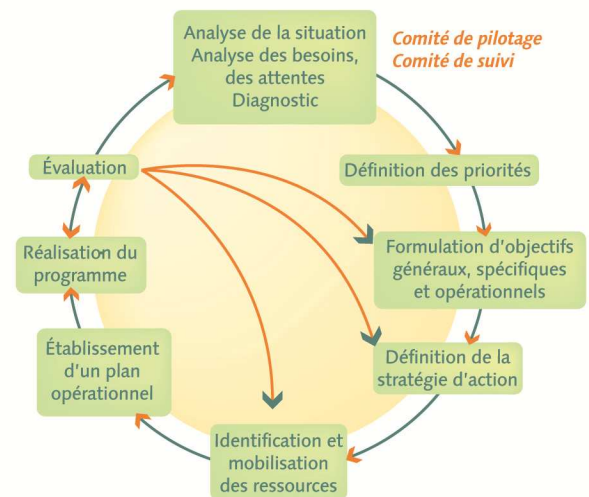 Analyse de la situation
Analyse des besoins,
des attentes
Diagnostic
Comité de pilotage
Comité de suivi
Définition des priorités
Formulation d'objectifs
généraux, spécifiques
et opérationnels
Définition de la
stratégie d'action
Identification et
mobilisation
des ressources
Établissement
d'un plan
opérationnel
Réalisation du
programme
Évaluation